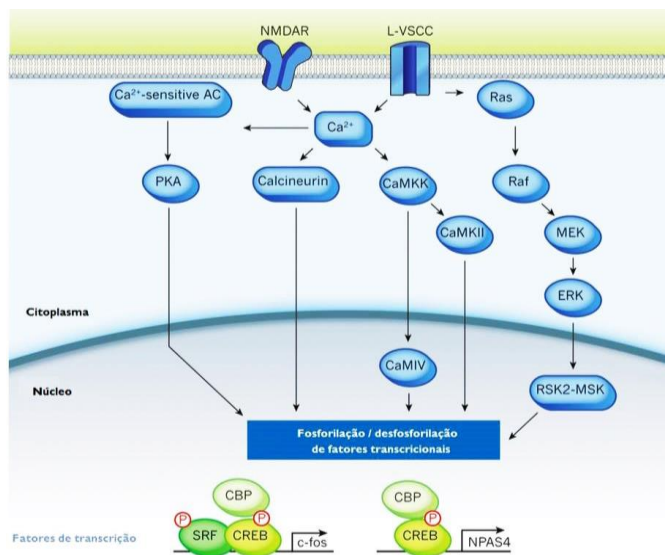 NMDAR
L-VSCC
Ca²⁺-sensitive AC
Ca²⁺
Ras
PKA
Calcineurin
CaMKK
Raf
CaMKII
MEK
ERK
Citoplasma
CaMIV
Núcleo
RSK2-MSK
Fosforilação / desfosforilação
de fatores transcricionais
CBP
CBP
P
P
P
SRF
CREB
c-fos
CREB
NPAS4
Fatores de transcrição